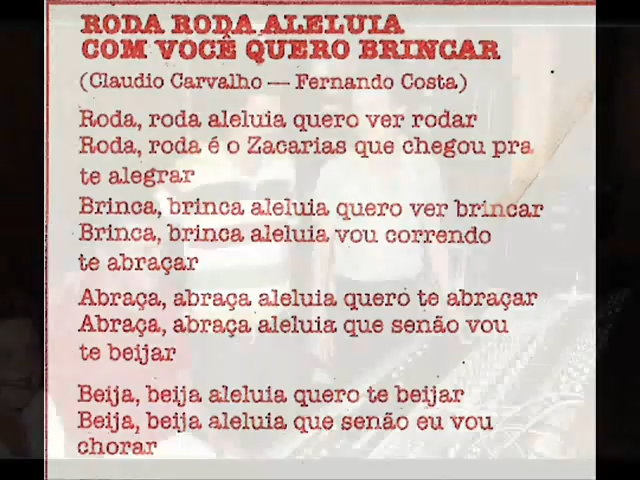 RODA RODA ALELUIA
COM VOCÊ QUERO BRINCAR
(Claudio Carvalho — Fernando Costa)
Roda, roda aleluia quero ver rodar
Roda, roda é o Zacarias que chegou pra
te alegrar
Brinca, brinca aleluia quero ver brincar
Brinca, brinca aleluia vou correndo
te abraçar
Abraça, abraça aleluia quero te abraçar
Abraça, abraça aleluia que senão vou
te beijar
Beija, beija aleluia quero te beijar
Beija, beija aleluia que senão eu vou
chorar